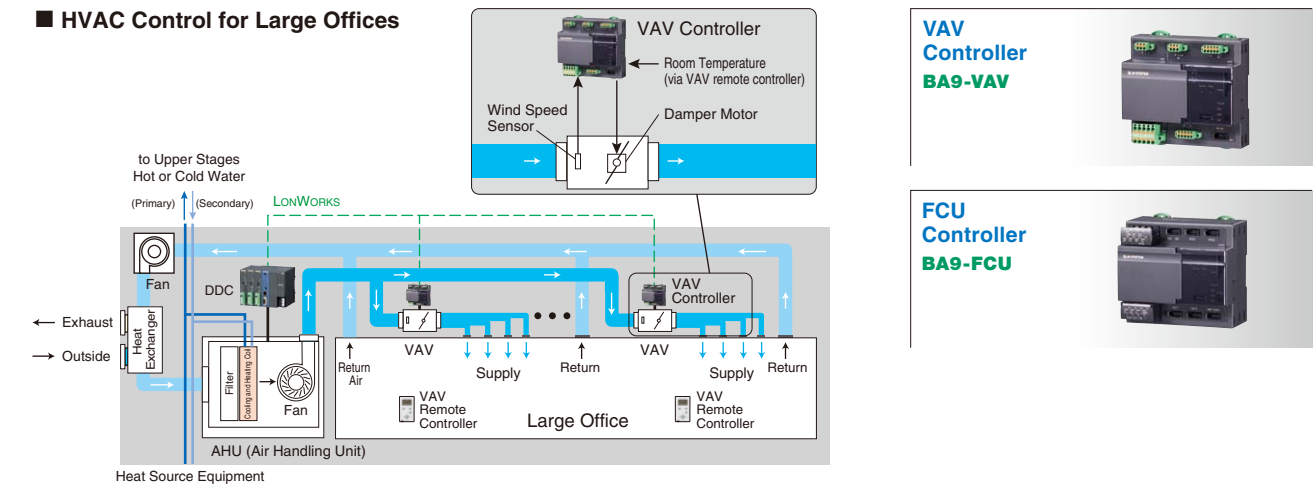 ■ HVAC Control for Large Offices
VAV Controller
Room Temperature
(via VAV remote controller)
Wind Speed
Sensor
Damper Motor
to Upper Stages
Hot or Cold Water
(Primary)
(Secondary)
LONWORKS
Fan
DDC
VAV
Controller
Exhaust
Outside
Heat
Exchanger
Filter
Cooling and Heating Coil
Fan
Return
Air
VAV
Supply
Return
VAV
Supply
Return
VAV
Remote
Controller
Large Office
VAV
Remote
Controller
AHU (Air Handling Unit)
Heat Source Equipment
VAV
Controller
BA9-VAV
FCU
Controller
BA9-FCU